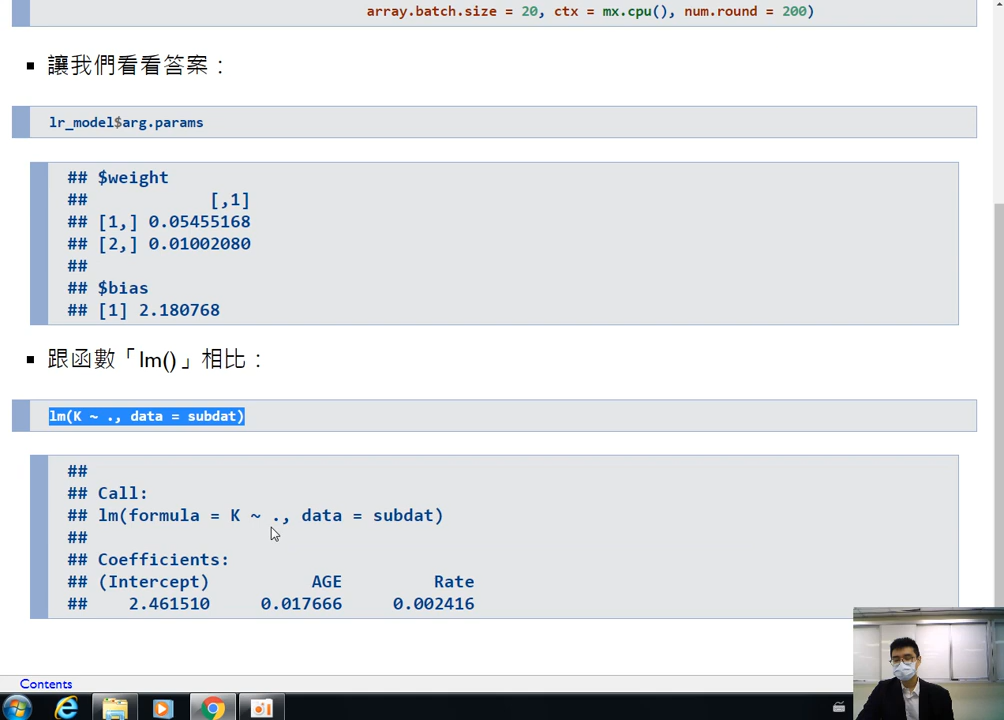 array.batch.size = 20, ctx = mx.cpu(), num.round = 200)
▪ 讓我們看看答案：
lr_model$arg.params
## $weight
## [,1]
## [1,] 0.05455168
## [2,] 0.01002080
##
## $bias
## [1] 2.180768
▪ 跟函數「lm()」相比：
lm(K ~ ., data = subdat)
##
## Call:
## lm(formula = K ~ ., data = subdat)
##
## Coefficients:
## (Intercept) AGE Rate
## 2.461510 0.017666 0.002416
Contents